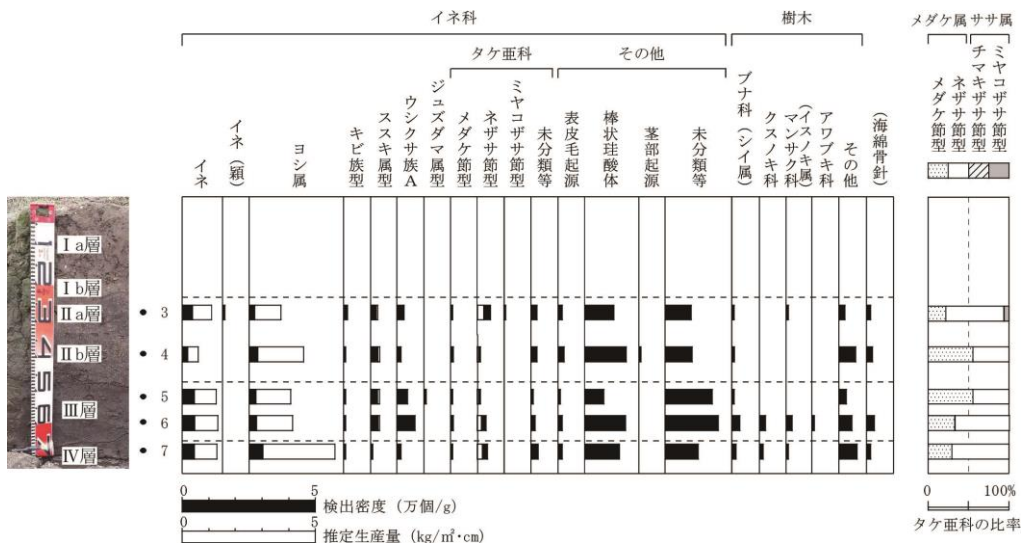 イネ科
樹木
メダケ属
ササ属
タケ亜科
その他
イネ
イネ（穎）
ヨシ属
キビ族型
ススキ属型
ウシクサ族A
ジュズダマ属型
メダケ節型
ネザサ節型
ミヤコザサ節型
未分類等
表皮毛起源
棒状珪酸体
茎部起源
未分類等
ブナ科（シイ属）
クスノキ科
マンサク科（イスノキ属）
アワブキ科
その他
（海綿骨針）
メダケ節型
ネザサ節型
チマキザサ節型
ミヤコザサ節型
Ⅰa層
Ⅰb層
Ⅱa層
Ⅱb層
Ⅲ層
Ⅳ層
1
2
3
4
5
6
7
3
4
5
6
7
0 5
検出密度（万個/g）
0 5
推定生産量（kg/㎡･cm）
0 100%
タケ亜科の比率